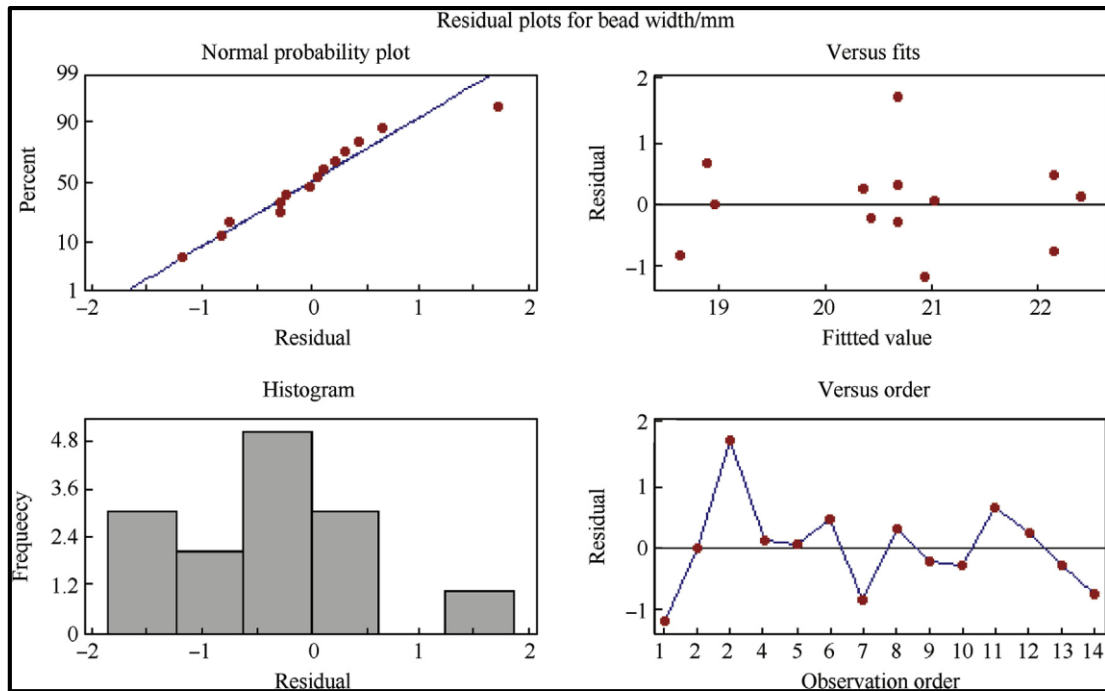 Residual plots for bead width/mm
Normal probability plot
99
90
50
10
1
Percent
−2 −1 0 1 2
Residual
Versus fits
2
1
0
−1
Residual
19 20 21 22
Fittted value
Histogram
4.8
3.6
2.4
1.2
0
Frequeecy
−2 −1 0 1 2
Residual
Versus order
2
1
0
−1
Residual
1 2 2 4 5 6 7 8 9 10 11 12 13 14
Observation order